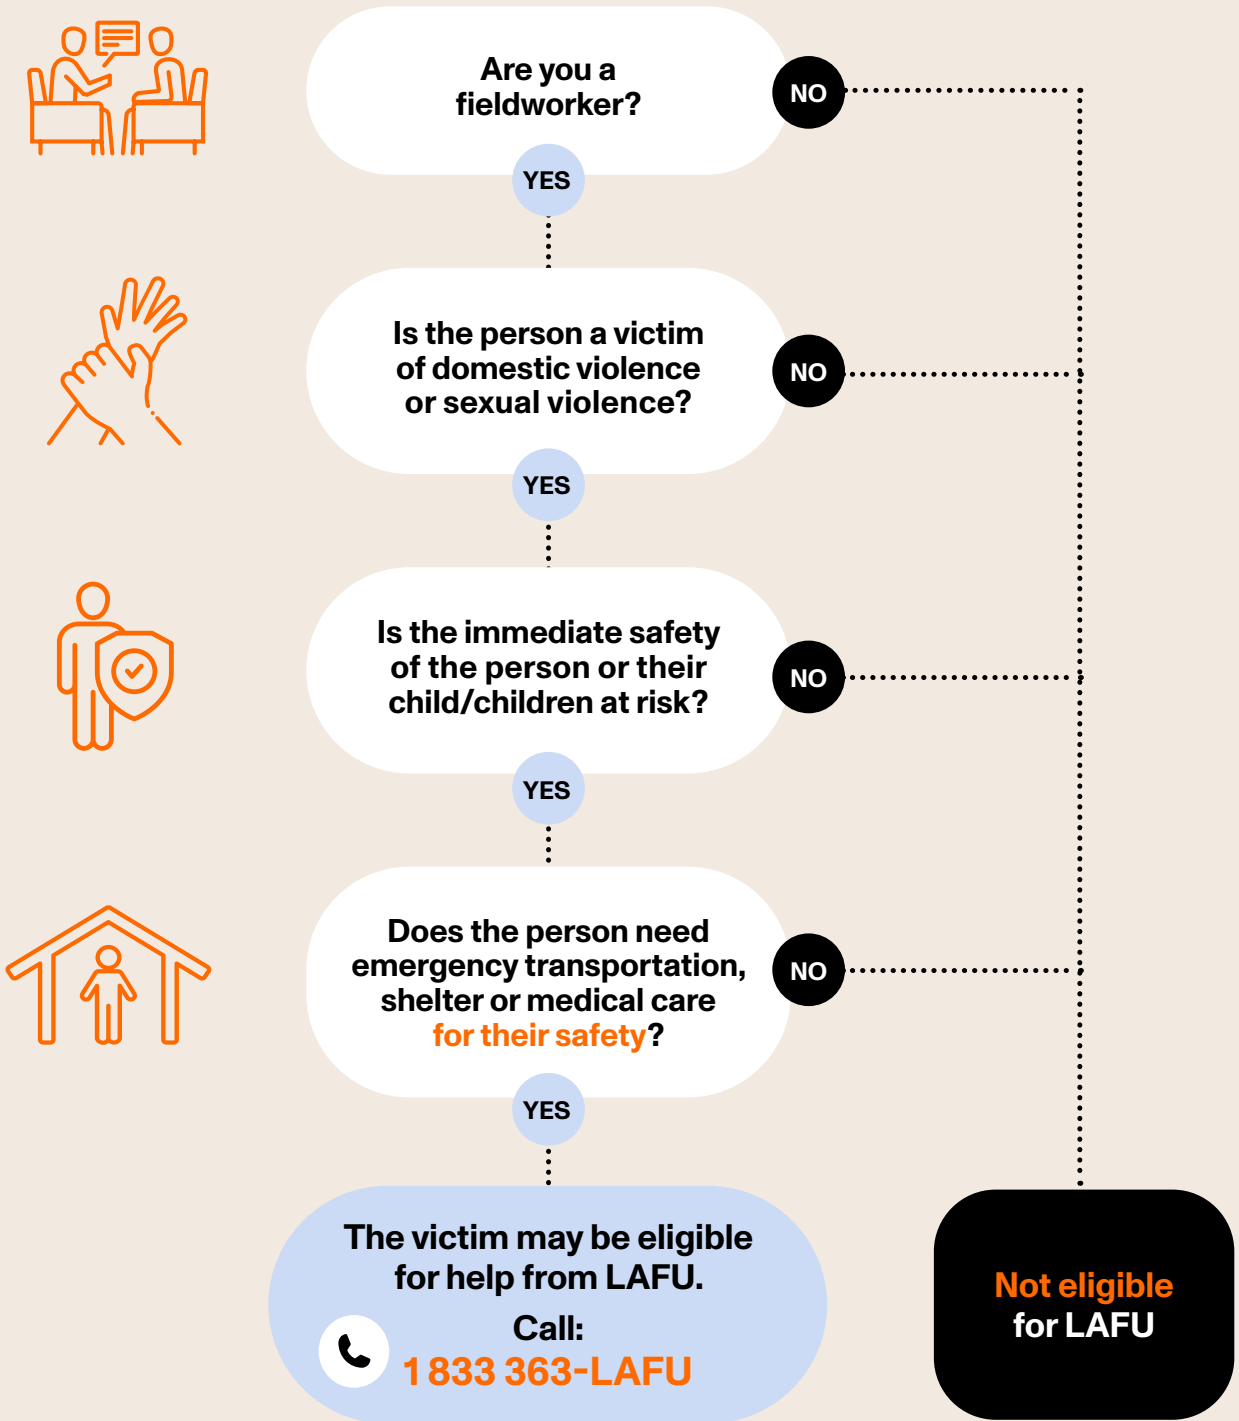 Are you a
fieldworker?
NO
YES
Is the person a victim
of domestic violence
or sexual violence?
NO
YES
Is the immediate safety
of the person or their
child/children at risk?
NO
YES
Does the person need
emergency transportation,
shelter or medical care
for their safety?
NO
YES
The victim may be eligible
for help from LAFU.
Call:
1 833 363-LAFU
Not eligible
for LAFU